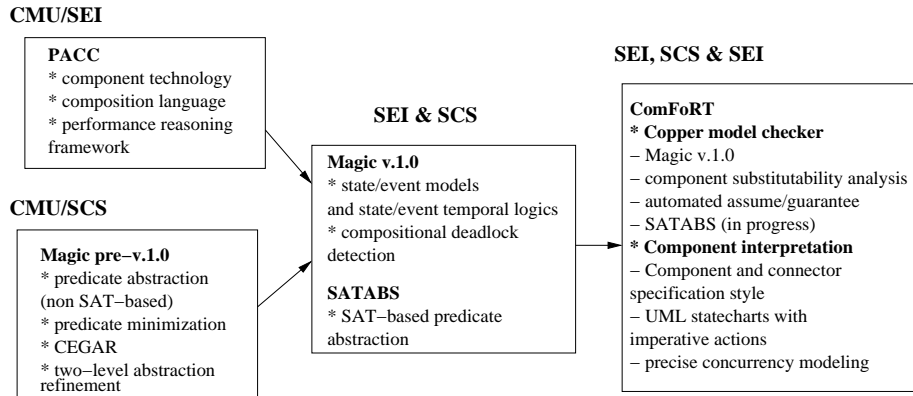 CMU/SEI
PACC
* component technology
* composition language
* performance reasoning
framework
CMU/SCS
Magic pre−v.1.0
* predicate abstraction
(non SAT−based)
* predicate minimization
* CEGAR
* two−level abstraction
refinement
SEI & SCS
Magic v.1.0
* state/event models
and state/event temporal logics
* compositional deadlock
detection
SATABS
* SAT−based predicate
abstraction
SEI, SCS & SEI
ComFoRT
* Copper model checker
− Magic v.1.0
− component substitutability analysis
− automated assume/guarantee
− SATABS (in progress)
* Component interpretation
− Component and connector
specification style
− UML statecharts with
imperative actions
− precise concurrency modeling